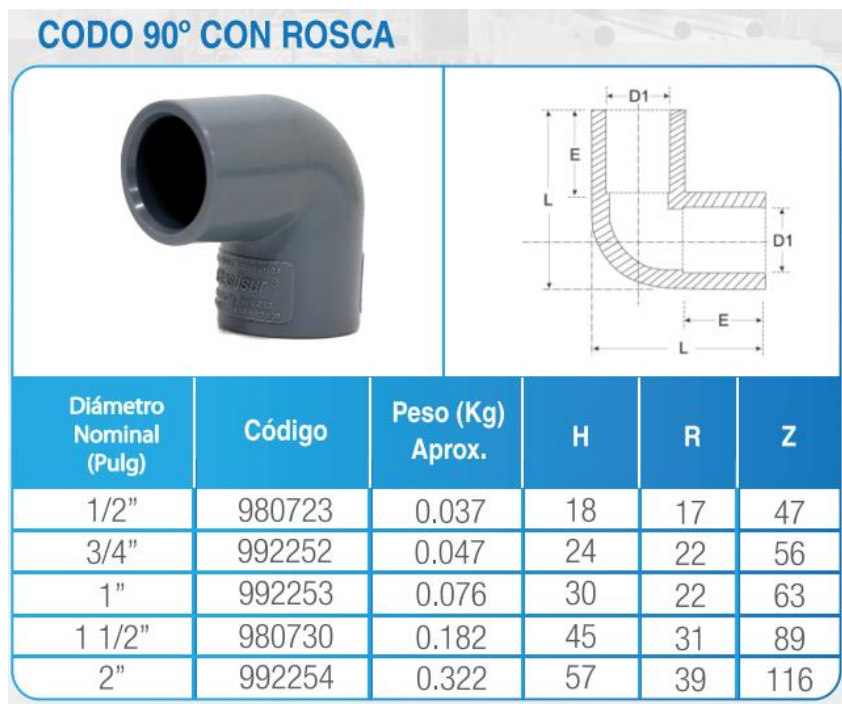 CODO 90º CON ROSCA
D1
E
L
D1
E
L
Diámetro
Nominal
(Pulg)
Código
Peso (Kg)
Aprox.
H
R
Z
1/2” 980723 0.037 18 17 47
3/4” 992252 0.047 24 22 56
1” 992253 0.076 30 22 63
1 1/2” 980730 0.182 45 31 89
2” 992254 0.322 57 39 116